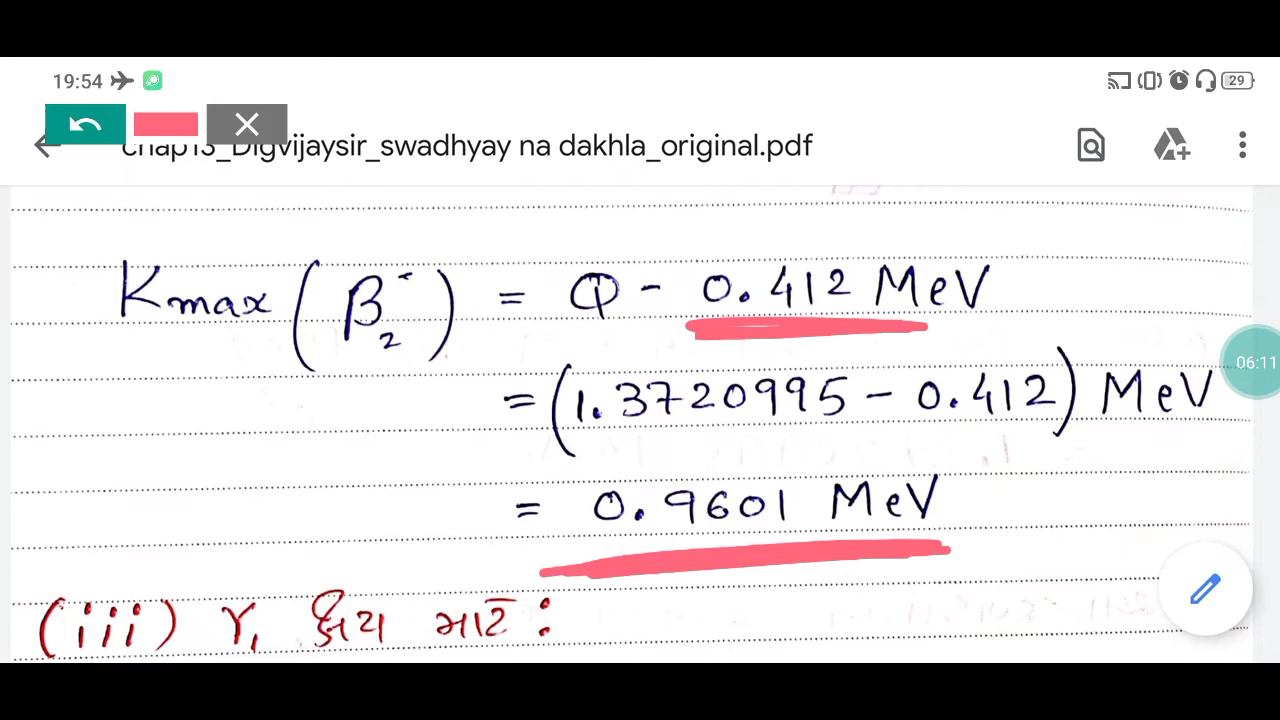 19:54
29
chap13_Digvijaysir_swadhyay na dakhla_original.pdf
Kmax (β₂⁻) = Q - 0.412 MeV
06:11
= (1.3720995 - 0.412) MeV
= 0.9601 MeV
(iii) γ₁ ક્ષય માટે :